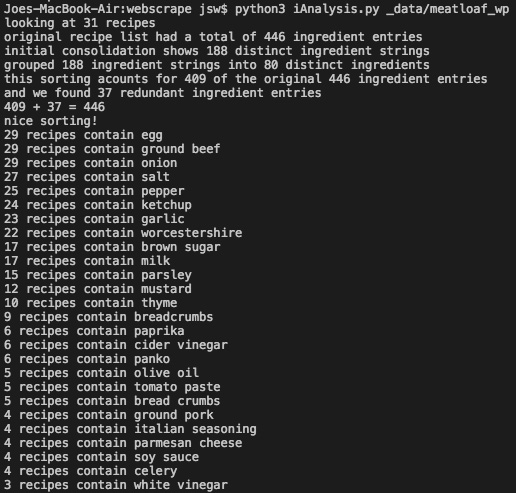 Joes-MacBook-Air:webscrape jsw$ python3 iAnalysis.py _data/meatloaf_wp
looking at 31 recipes
original recipe list had a total of 446 ingredient entries
initial consolidation shows 188 distinct ingredient strings
grouped 188 ingredient strings into 80 distinct ingredients
this sorting acounts for 409 of the original 446 ingredient entries
and we found 37 redundant ingredient entries
409 + 37 = 446
nice sorting!
29 recipes contain egg
29 recipes contain ground beef
29 recipes contain onion
27 recipes contain salt
25 recipes contain pepper
24 recipes contain ketchup
23 recipes contain garlic
22 recipes contain worcestershire
17 recipes contain brown sugar
17 recipes contain milk
15 recipes contain parsley
12 recipes contain mustard
10 recipes contain thyme
9 recipes contain breadcrumbs
6 recipes contain paprika
6 recipes contain cider vinegar
6 recipes contain panko
5 recipes contain olive oil
5 recipes contain tomato paste
5 recipes contain bread crumbs
4 recipes contain ground pork
4 recipes contain italian seasoning
4 recipes contain parmesan cheese
4 recipes contain soy sauce
4 recipes contain celery
3 recipes contain white vinegar